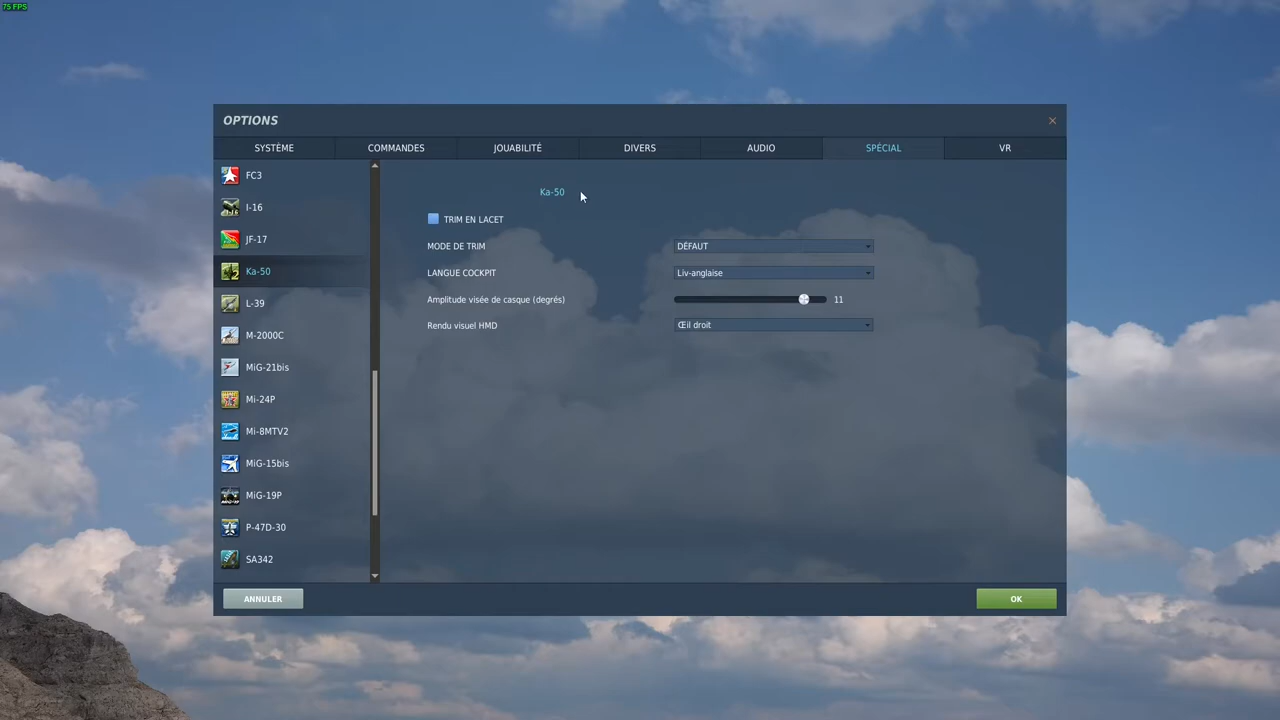 75 FPS
OPTIONS
×
SYSTÈME COMMANDES JOUABILITÉ DIVERS AUDIO SPÉCIAL VR
FC3
I-16
JF-17
Ka-50
L-39
M-2000C
MiG-21bis
Mi-24P
Mi-8MTV2
MiG-15bis
MiG-19P
P-47D-30
SA342
Ka-50
TRIM EN LACET
MODE DE TRIM DÉFAUT
LANGUE COCKPIT Liv-anglaise
Amplitude visée de casque (degrés) 11
Rendu visuel HMD Œil droit
ANNULER OK